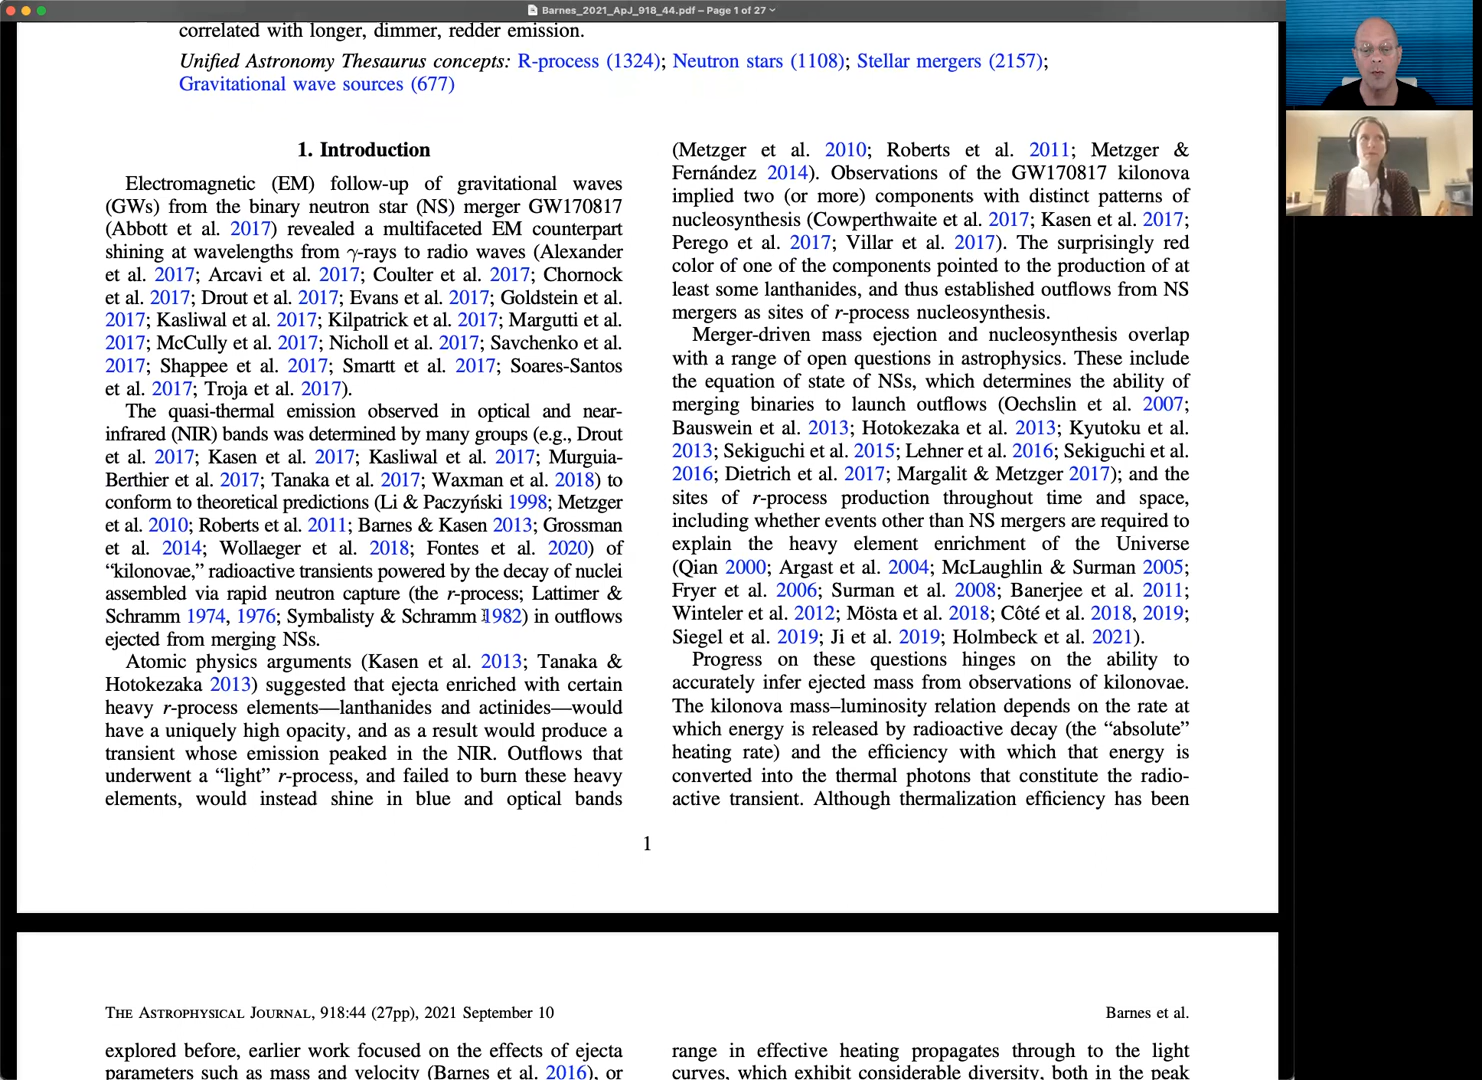 Barnes_2021_ApJ_918_44.pdf – Page 1 of 27
correlated with longer, dimmer, redder emission.
Unified Astronomy Thesaurus concepts: R-process (1324); Neutron stars (1108); Stellar mergers (2157);
Gravitational wave sources (677)
1. Introduction
Electromagnetic (EM) follow-up of gravitational waves
(GWs) from the binary neutron star (NS) merger GW170817
(Abbott et al. 2017) revealed a multifaceted EM counterpart
shining at wavelengths from γ-rays to radio waves (Alexander
et al. 2017; Arcavi et al. 2017; Coulter et al. 2017; Chornock
et al. 2017; Drout et al. 2017; Evans et al. 2017; Goldstein et al.
2017; Kasliwal et al. 2017; Kilpatrick et al. 2017; Margutti et al.
2017; McCully et al. 2017; Nicholl et al. 2017; Savchenko et al.
2017; Shappee et al. 2017; Smartt et al. 2017; Soares-Santos
et al. 2017; Troja et al. 2017).
The quasi-thermal emission observed in optical and near-
infrared (NIR) bands was determined by many groups (e.g., Drout
et al. 2017; Kasen et al. 2017; Kasliwal et al. 2017; Murguia-
Berthier et al. 2017; Tanaka et al. 2017; Waxman et al. 2018) to
conform to theoretical predictions (Li & Paczyński 1998; Metzger
et al. 2010; Roberts et al. 2011; Barnes & Kasen 2013; Grossman
et al. 2014; Wollaeger et al. 2018; Fontes et al. 2020) of
“kilonovae,” radioactive transients powered by the decay of nuclei
assembled via rapid neutron capture (the r-process; Lattimer &
Schramm 1974, 1976; Symbalisty & Schramm 1982) in outflows
ejected from merging NSs.
Atomic physics arguments (Kasen et al. 2013; Tanaka &
Hotokezaka 2013) suggested that ejecta enriched with certain
heavy r-process elements—lanthanides and actinides—would
have a uniquely high opacity, and as a result would produce a
transient whose emission peaked in the NIR. Outflows that
underwent a “light” r-process, and failed to burn these heavy
elements, would instead shine in blue and optical bands
(Metzger et al. 2010; Roberts et al. 2011; Metzger &
Fernández 2014). Observations of the GW170817 kilonova
implied two (or more) components with distinct patterns of
nucleosynthesis (Cowperthwaite et al. 2017; Kasen et al. 2017;
Perego et al. 2017; Villar et al. 2017). The surprisingly red
color of one of the components pointed to the production of at
least some lanthanides, and thus established outflows from NS
mergers as sites of r-process nucleosynthesis.
Merger-driven mass ejection and nucleosynthesis overlap
with a range of open questions in astrophysics. These include
the equation of state of NSs, which determines the ability of
merging binaries to launch outflows (Oechslin et al. 2007;
Bauswein et al. 2013; Hotokezaka et al. 2013; Kyutoku et al.
2013; Sekiguchi et al. 2015; Lehner et al. 2016; Sekiguchi et al.
2016; Dietrich et al. 2017; Margalit & Metzger 2017); and the
sites of r-process production throughout time and space,
including whether events other than NS mergers are required to
explain the heavy element enrichment of the Universe
(Qian 2000; Argast et al. 2004; McLaughlin & Surman 2005;
Fryer et al. 2006; Surman et al. 2008; Banerjee et al. 2011;
Winteler et al. 2012; Mösta et al. 2018; Côté et al. 2018, 2019;
Siegel et al. 2019; Ji et al. 2019; Holmbeck et al. 2021).
Progress on these questions hinges on the ability to
accurately infer ejected mass from observations of kilonovae.
The kilonova mass–luminosity relation depends on the rate at
which energy is released by radioactive decay (the “absolute”
heating rate) and the efficiency with which that energy is
converted into the thermal photons that constitute the radio-
active transient. Although thermalization efficiency has been
1
THE ASTROPHYSICAL JOURNAL, 918:44 (27pp), 2021 September 10
Barnes et al.
explored before, earlier work focused on the effects of ejecta
parameters such as mass and velocity (Barnes et al. 2016), or
range in effective heating propagates through to the light
curves, which exhibit considerable diversity, both in the peak